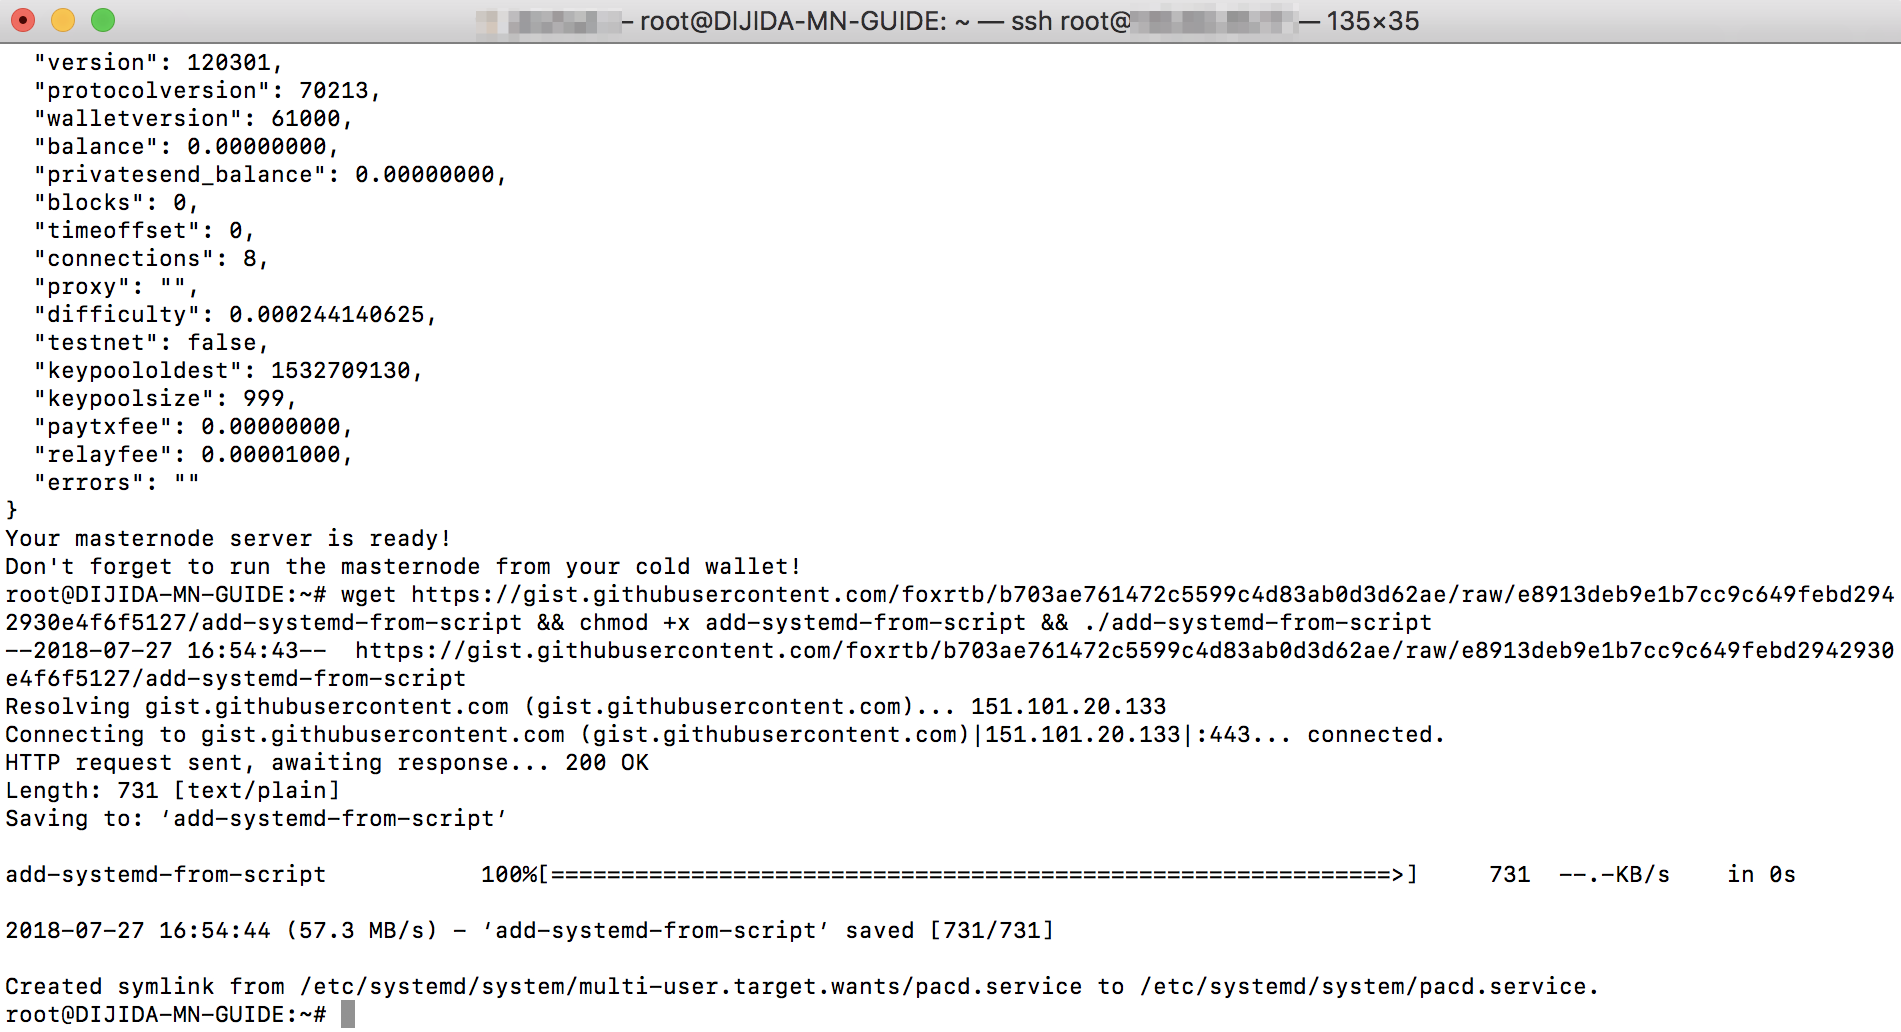 – root@DIJIDA-MN-GUIDE: ~ — ssh root@ — 135×35
"version": 120301,
"protocolversion": 70213,
"walletversion": 61000,
"balance": 0.00000000,
"privatesend_balance": 0.00000000,
"blocks": 0,
"timeoffset": 0,
"connections": 8,
"proxy": "",
"difficulty": 0.000244140625,
"testnet": false,
"keypoololdest": 1532709130,
"keypoolsize": 999,
"paytxfee": 0.00000000,
"relayfee": 0.00001000,
"errors": ""
}
Your masternode server is ready!
Don't forget to run the masternode from your cold wallet!
root@DIJIDA-MN-GUIDE:~# wget https://gist.githubusercontent.com/foxrtb/b703ae761472c5599c4d83ab0d3d62ae/raw/e8913deb9e1b7cc9c649febd294
2930e4f6f5127/add-systemd-from-script && chmod +x add-systemd-from-script && ./add-systemd-from-script
--2018-07-27 16:54:43--  https://gist.githubusercontent.com/foxrtb/b703ae761472c5599c4d83ab0d3d62ae/raw/e8913deb9e1b7cc9c649febd2942930
e4f6f5127/add-systemd-from-script
Resolving gist.githubusercontent.com (gist.githubusercontent.com)... 151.101.20.133
Connecting to gist.githubusercontent.com (gist.githubusercontent.com)|151.101.20.133|:443... connected.
HTTP request sent, awaiting response... 200 OK
Length: 731 [text/plain]
Saving to: ‘add-systemd-from-script’
add-systemd-from-script 100%[============================================================>] 731 --.-KB/s in 0s
2018-07-27 16:54:44 (57.3 MB/s) - ‘add-systemd-from-script’ saved [731/731]
Created symlink from /etc/systemd/system/multi-user.target.wants/pacd.service to /etc/systemd/system/pacd.service.
root@DIJIDA-MN-GUIDE:~#